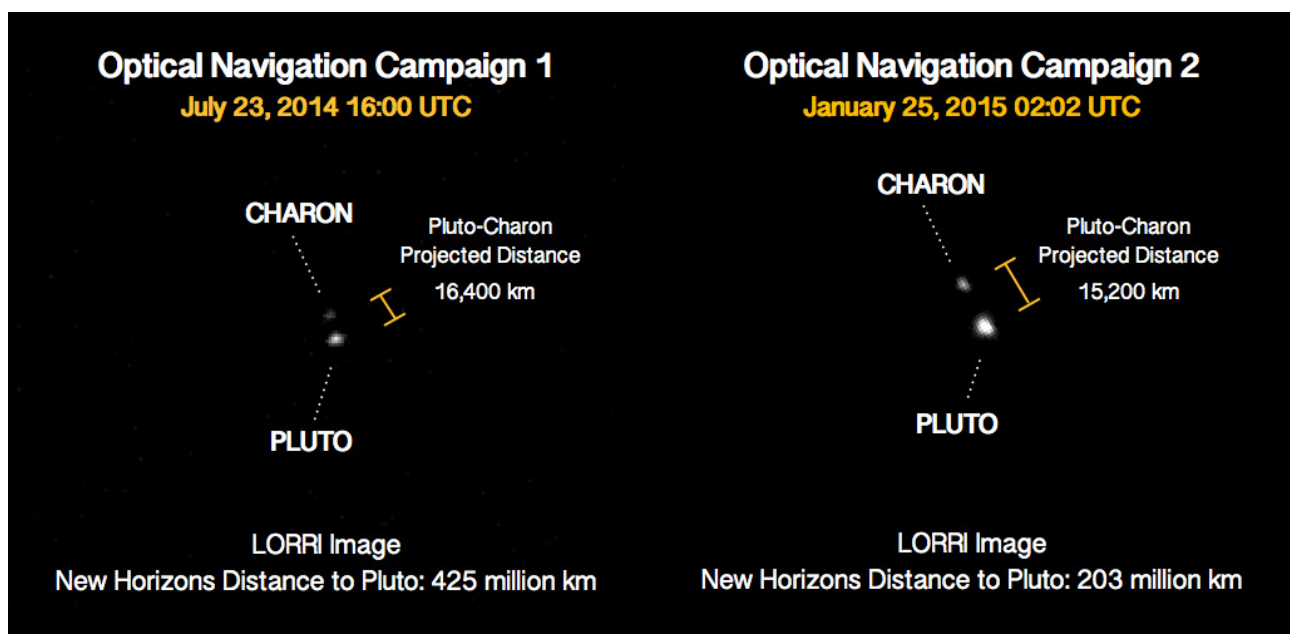 Optical Navigation Campaign 1
July 23, 2014 16:00 UTC
CHARON
Pluto-Charon
Projected Distance
16,400 km
PLUTO
LORRI Image
New Horizons Distance to Pluto: 425 million km
Optical Navigation Campaign 2
January 25, 2015 02:02 UTC
CHARON
Pluto-Charon
Projected Distance
15,200 km
PLUTO
LORRI Image
New Horizons Distance to Pluto: 203 million km